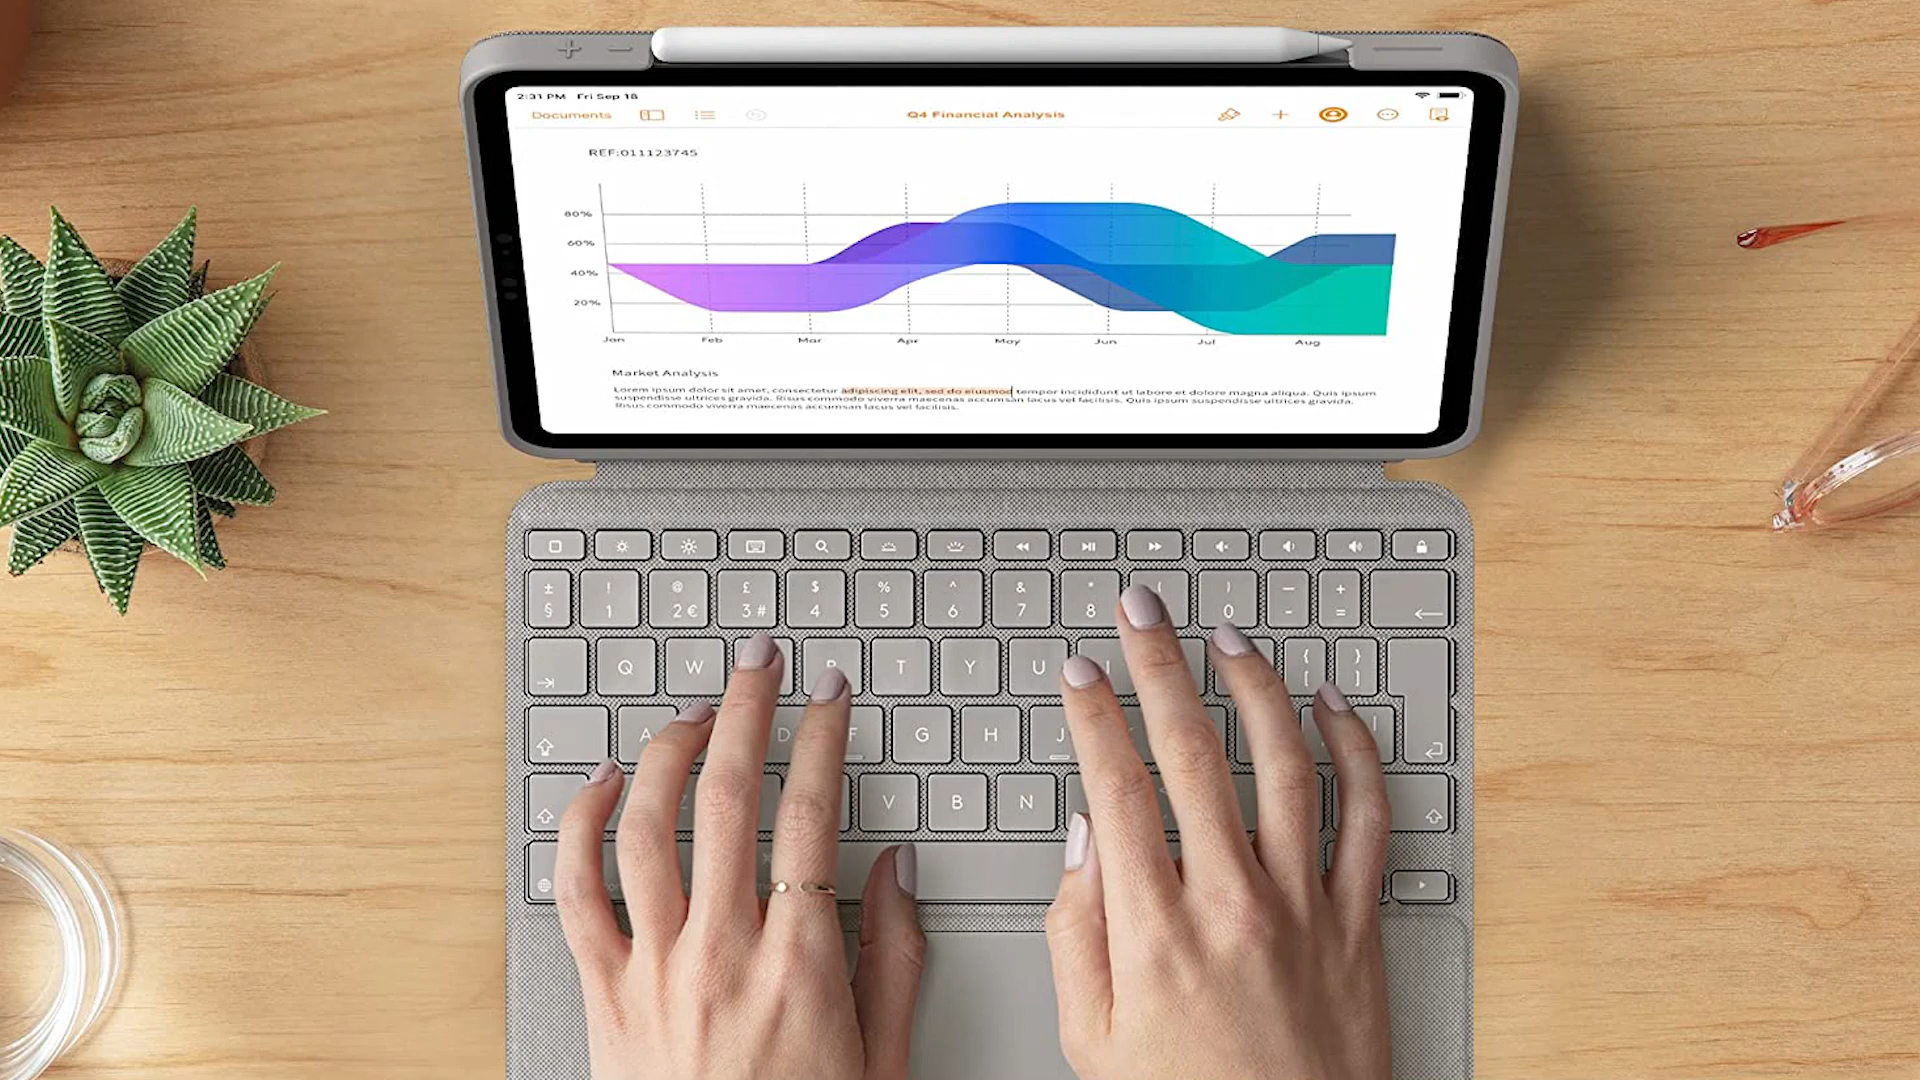 2:31 PM Fri Sep 18
Documents
Q4 Financial Analysis
REF:011123745
80%
60%
40%
20%
Jan Feb Mar Apr May Jun Jul Aug
Market Analysis
Lorem ipsum dolor sit amet, consectetur adipiscing elit, sed do eiusmod tempor incididunt ut labore et dolore magna aliqua. Quis ipsum
suspendisse ultrices gravida. Risus commodo viverra maecenas accumsan lacus vel facilisis. Quis ipsum suspendisse ultrices gravida.
Risus commodo viverra maecenas accumsan lacus vel facilisis.
± ! @ £ $ % ^ & * ( ) — +
§ 1 2 € 3 # 4 5 6 7 8 0 - =
Q W T Y U { }
[ ]
A D F G H J
Z V B N